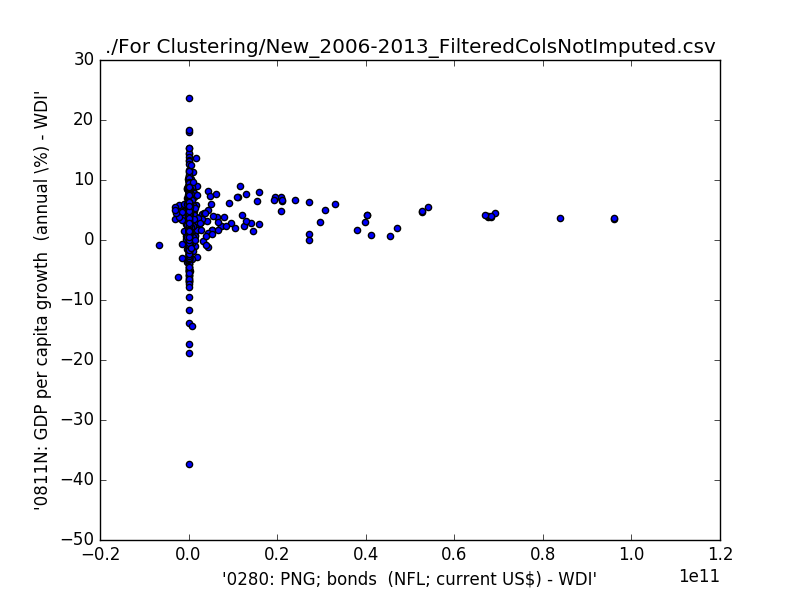 ./For Clustering/New_2006-2013_FilteredColsNotImputed.csv
30
20
10
0
−10
−20
−30
−40
−50
'0811N: GDP per capita growth  (annual \%) - WDI'
−0.2 0.0 0.2 0.4 0.6 0.8 1.0 1.2
1e11
'0280: PNG; bonds  (NFL; current US$) - WDI'